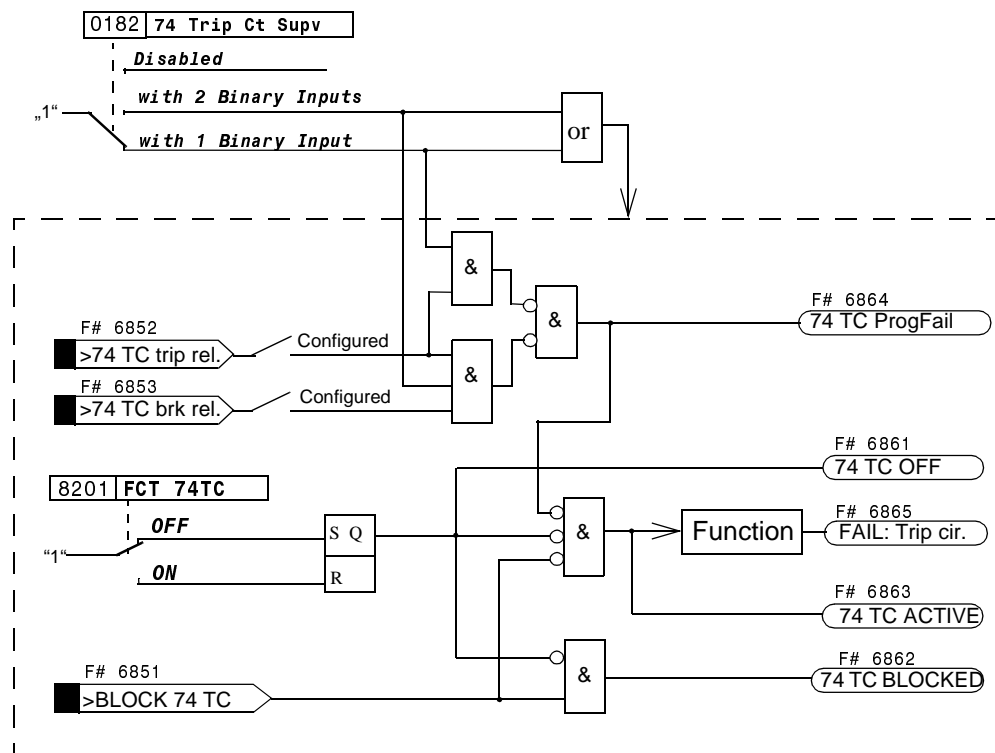 0182 74 Trip Ct Supv
Disabled
with 2 Binary Inputs
„1“
with 1 Binary Input
or
&
F# 6864
74 TC ProgFail
&
F# 6852
>74 TC trip rel.
Configured
&
F# 6853
>74 TC brk rel.
Configured
F# 6861
74 TC OFF
8201 FCT 74TC
F# 6865
OFF
S Q
&
Function
FAIL: Trip cir.
“1“
ON
R
F# 6863
74 TC ACTIVE
F# 6851
>BLOCK 74 TC
&
F# 6862
74 TC BLOCKED